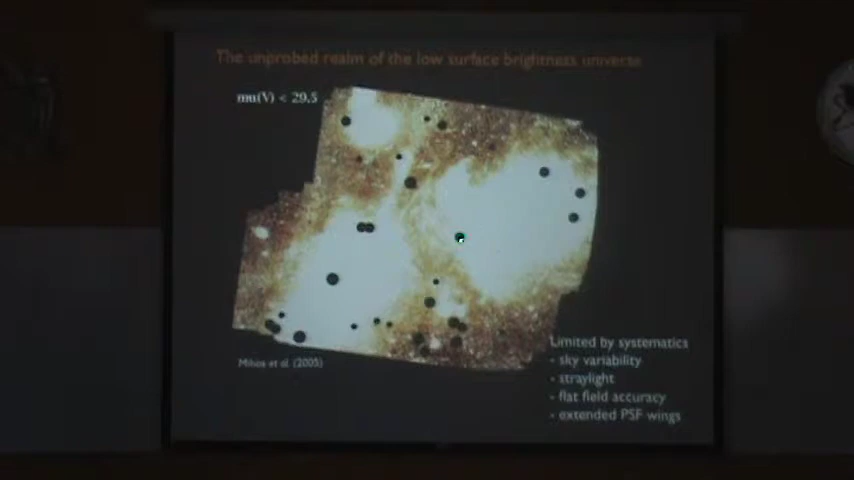 The unprobed realm of the low surface brightness universe
mu(V) < 29.5
Limited by systematics
- sky variability
- straylight
- flat field accuracy
- extended PSF wings
Mihos et al. (2005)